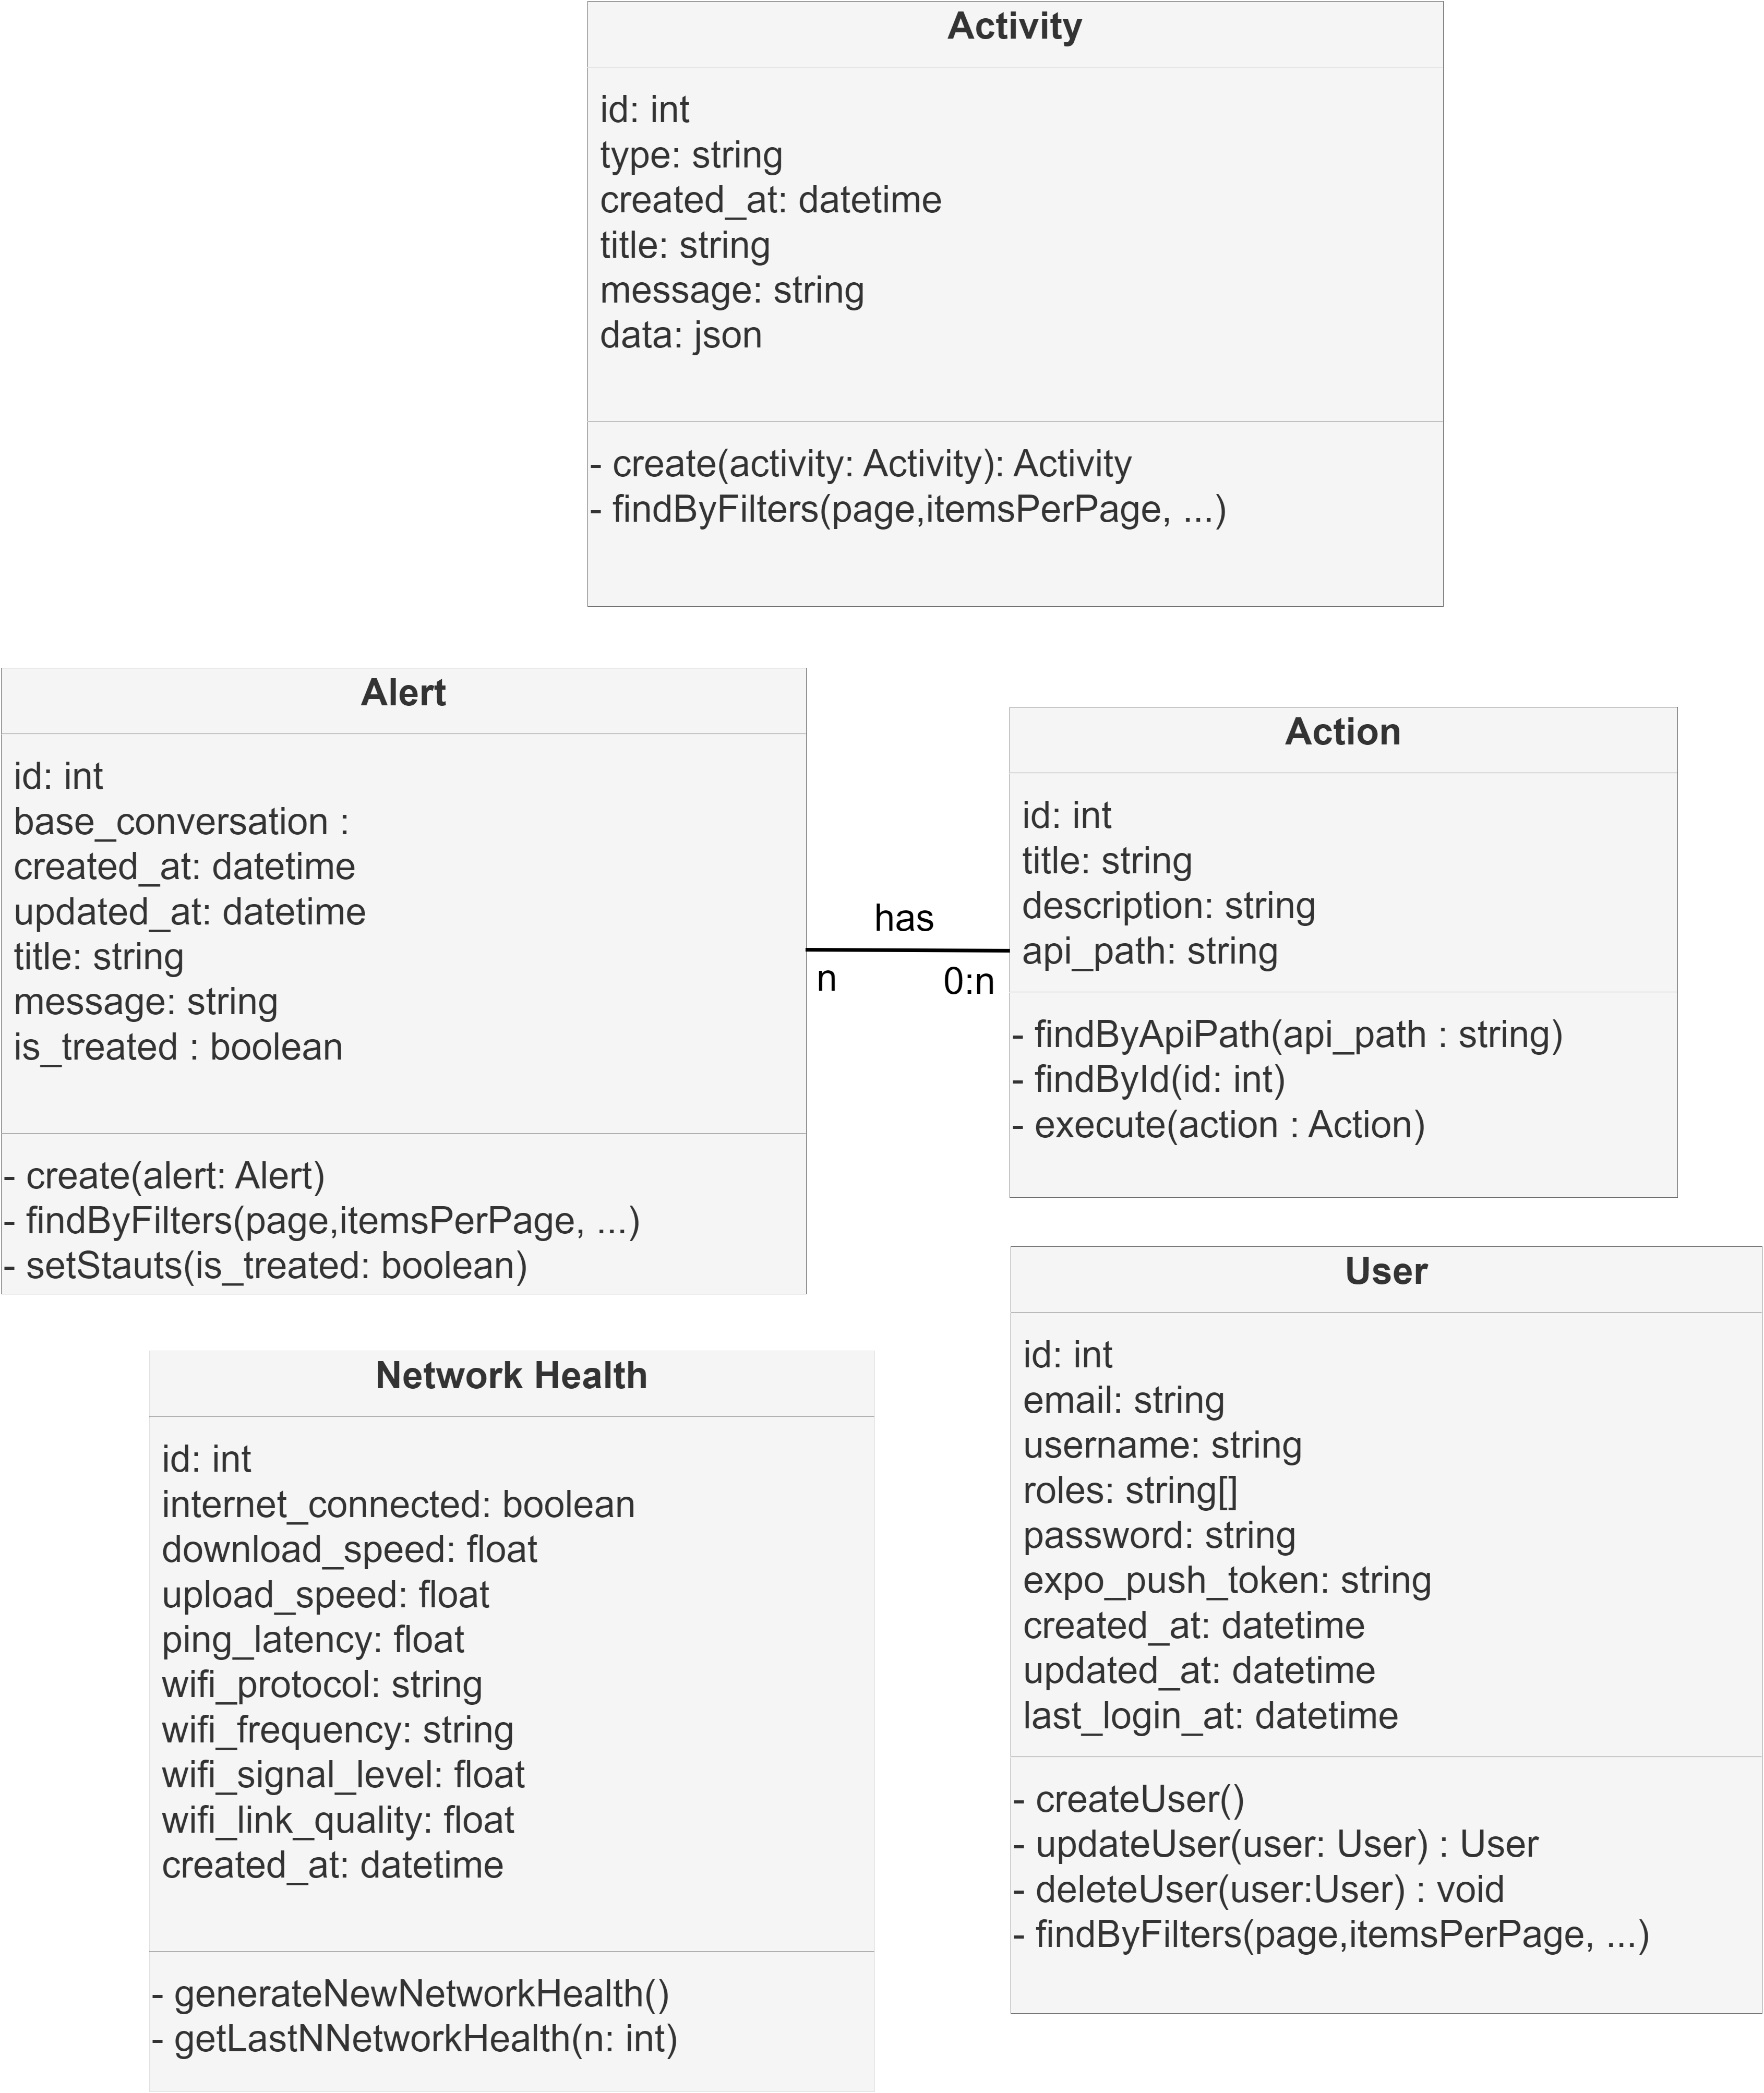 Activity
id: int
type: string
created_at: datetime
title: string
message: string
data: json
- create(activity: Activity): Activity
- findByFilters(page,itemsPerPage, ...)
Alert
id: int
base_conversation :
created_at: datetime
updated_at: datetime
title: string
message: string
is_treated : boolean
- create(alert: Alert)
- findByFilters(page,itemsPerPage, ...)
- setStauts(is_treated: boolean)
has
n
0:n
Action
id: int
title: string
description: string
api_path: string
- findByApiPath(api_path : string)
- findById(id: int)
- execute(action : Action)
Network Health
id: int
internet_connected: boolean
download_speed: float
upload_speed: float
ping_latency: float
wifi_protocol: string
wifi_frequency: string
wifi_signal_level: float
wifi_link_quality: float
created_at: datetime
- generateNewNetworkHealth()
- getLastNNetworkHealth(n: int)
User
id: int
email: string
username: string
roles: string[]
password: string
expo_push_token: string
created_at: datetime
updated_at: datetime
last_login_at: datetime
- createUser()
- updateUser(user: User) : User
- deleteUser(user:User) : void
- findByFilters(page,itemsPerPage, ...)